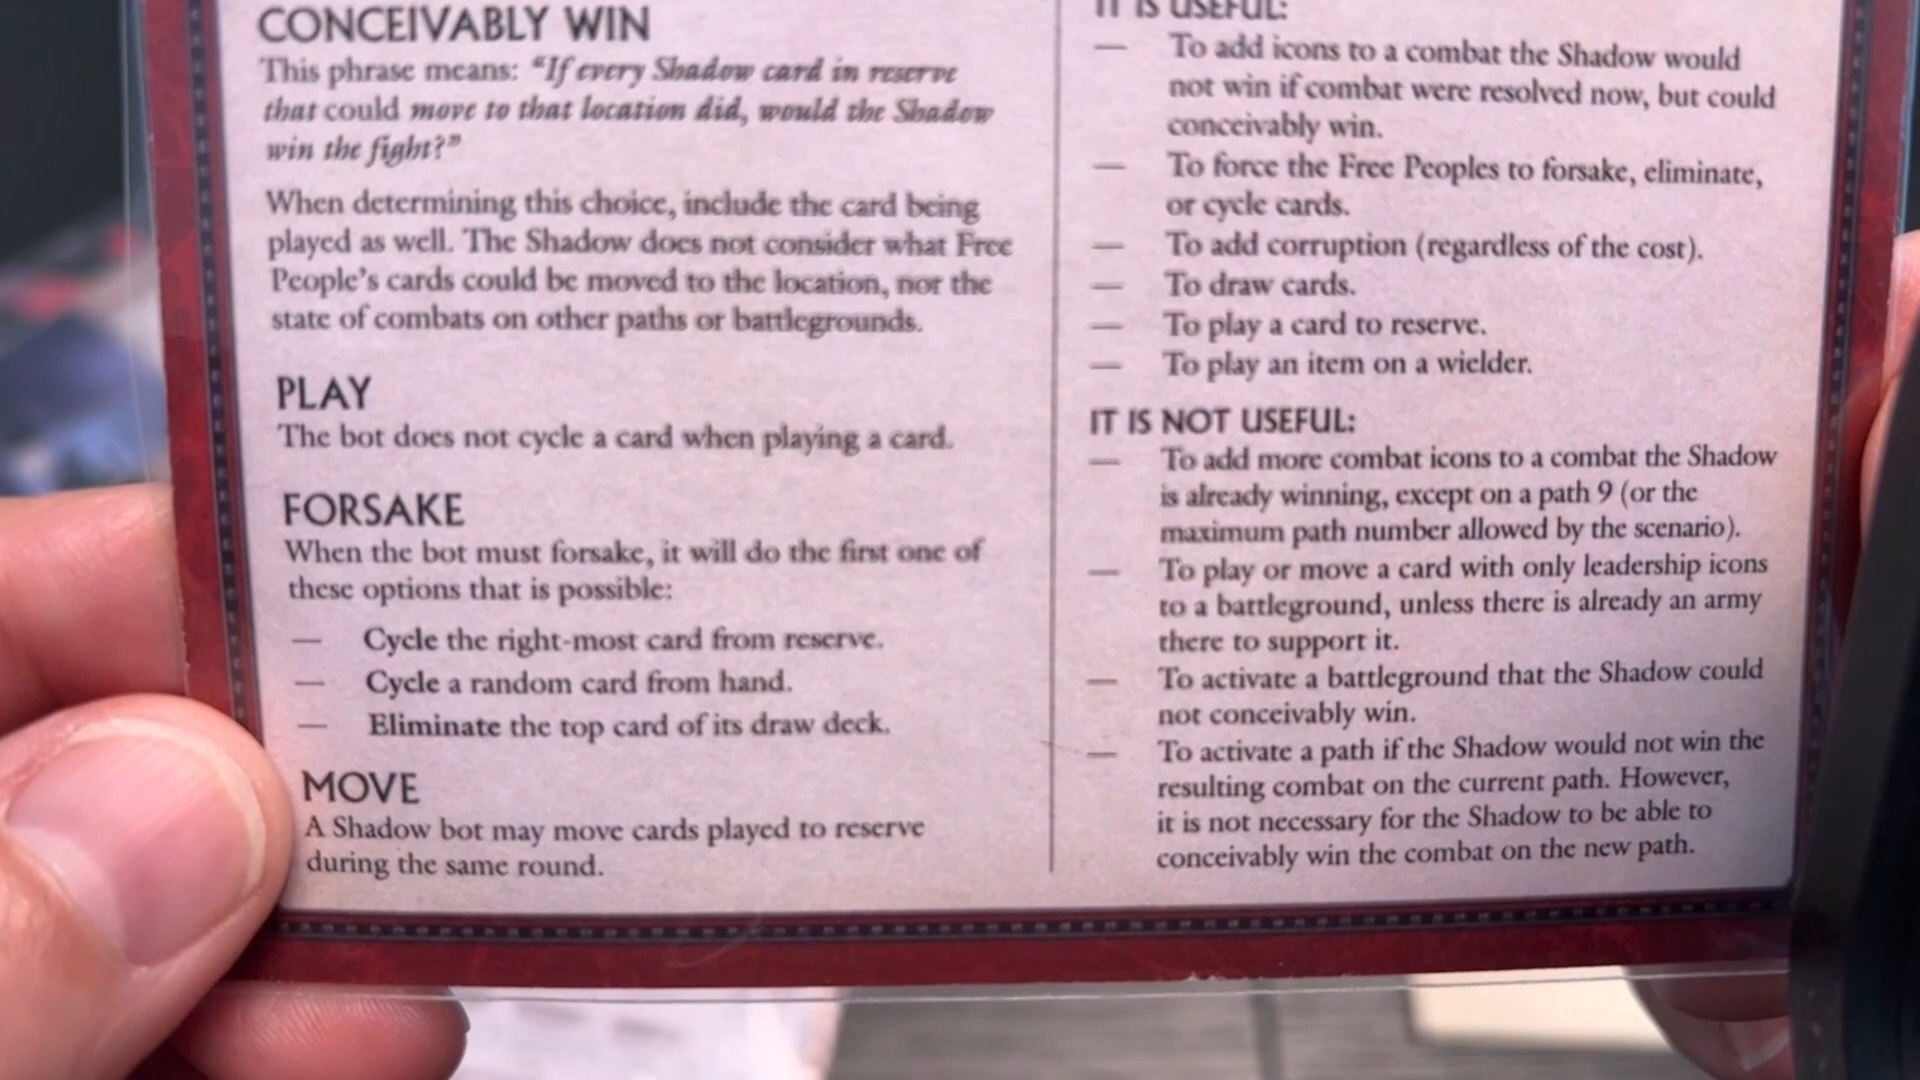 CONCEIVABLY WIN
This phrase means: “If every Shadow card in reserve
that could move to that location did, would the Shadow
win the fight?”
When determining this choice, include the card being
played as well. The Shadow does not consider what Free
People’s cards could be moved to the location, nor the
state of combats on other paths or battlegrounds.
PLAY
The bot does not cycle a card when playing a card.
FORSAKE
When the bot must forsake, it will do the first one of
these options that is possible:
— Cycle the right-most card from reserve.
— Cycle a random card from hand.
— Eliminate the top card of its draw deck.
MOVE
A Shadow bot may move cards played to reserve
during the same round.
IT IS USEFUL:
— To add icons to a combat the Shadow would
not win if combat were resolved now, but could
conceivably win.
— To force the Free Peoples to forsake, eliminate,
or cycle cards.
— To add corruption (regardless of the cost).
— To draw cards.
— To play a card to reserve.
— To play an item on a wielder.
IT IS NOT USEFUL:
— To add more combat icons to a combat the Shadow
is already winning, except on a path 9 (or the
maximum path number allowed by the scenario).
— To play or move a card with only leadership icons
to a battleground, unless there is already an army
there to support it.
— To activate a battleground that the Shadow could
not conceivably win.
— To activate a path if the Shadow would not win the
resulting combat on the current path. However,
it is not necessary for the Shadow to be able to
conceivably win the combat on the new path.